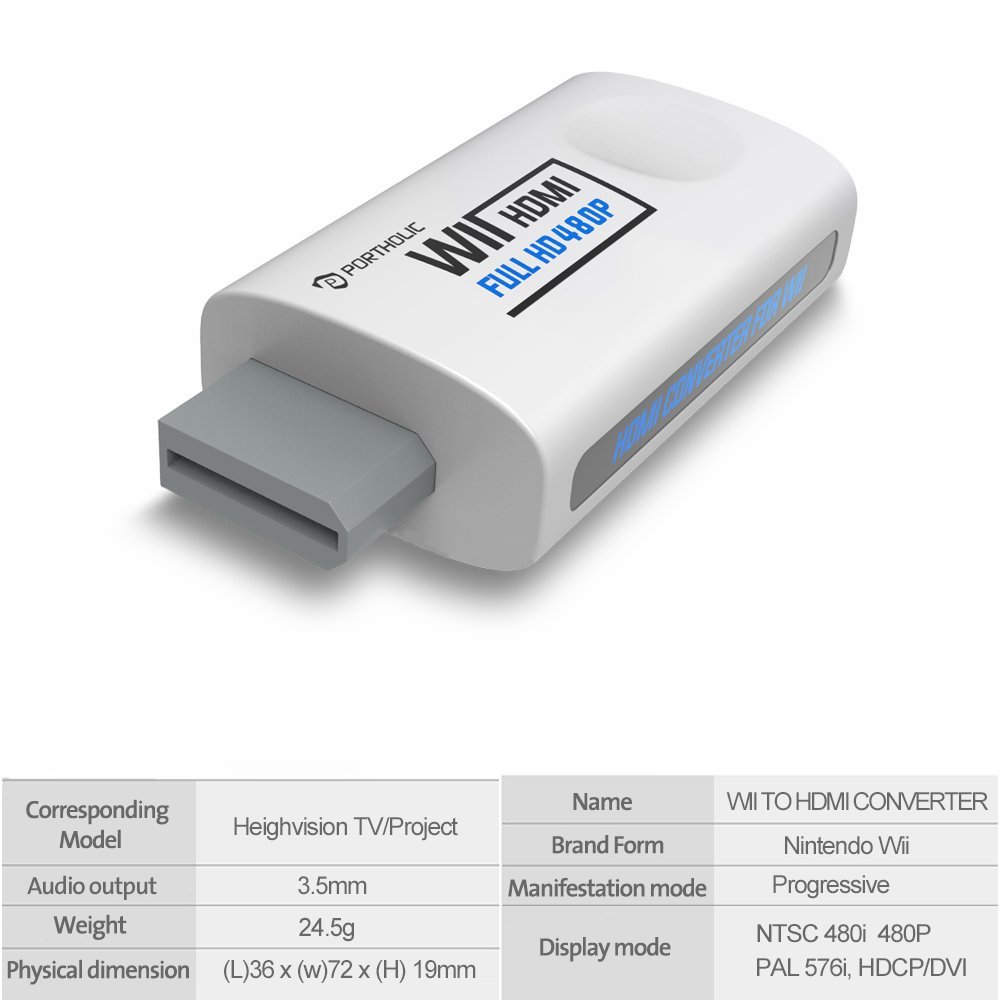 PORTHOLIC
WII HDMI
FULL HD 480P
HDMI CONVERTER FOR WII
Corresponding
Model
Heighvision TV/Project
Audio output
3.5mm
Weight
24.5g
Physical dimension
(L)36 x (w)72 x (H) 19mm
Name
WII TO HDMI CONVERTER
Brand Form
Nintendo Wii
Manifestation mode
Progressive
Display mode
NTSC 480i 480P
PAL 576i, HDCP/DVI